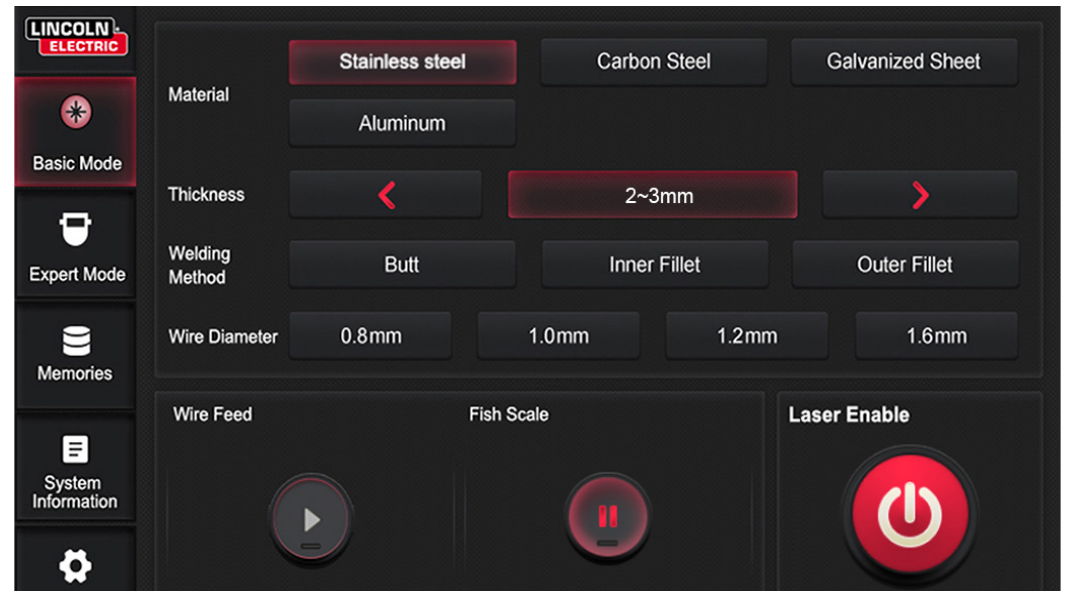 LINCOLN
ELECTRIC
Basic Mode
Expert Mode
Memories
System
Information
Material
Stainless steel
Carbon Steel
Galvanized Sheet
Aluminum
Thickness
2~3mm
Welding
Method
Butt
Inner Fillet
Outer Fillet
Wire Diameter
0.8mm
1.0mm
1.2mm
1.6mm
Wire Feed
Fish Scale
Laser Enable